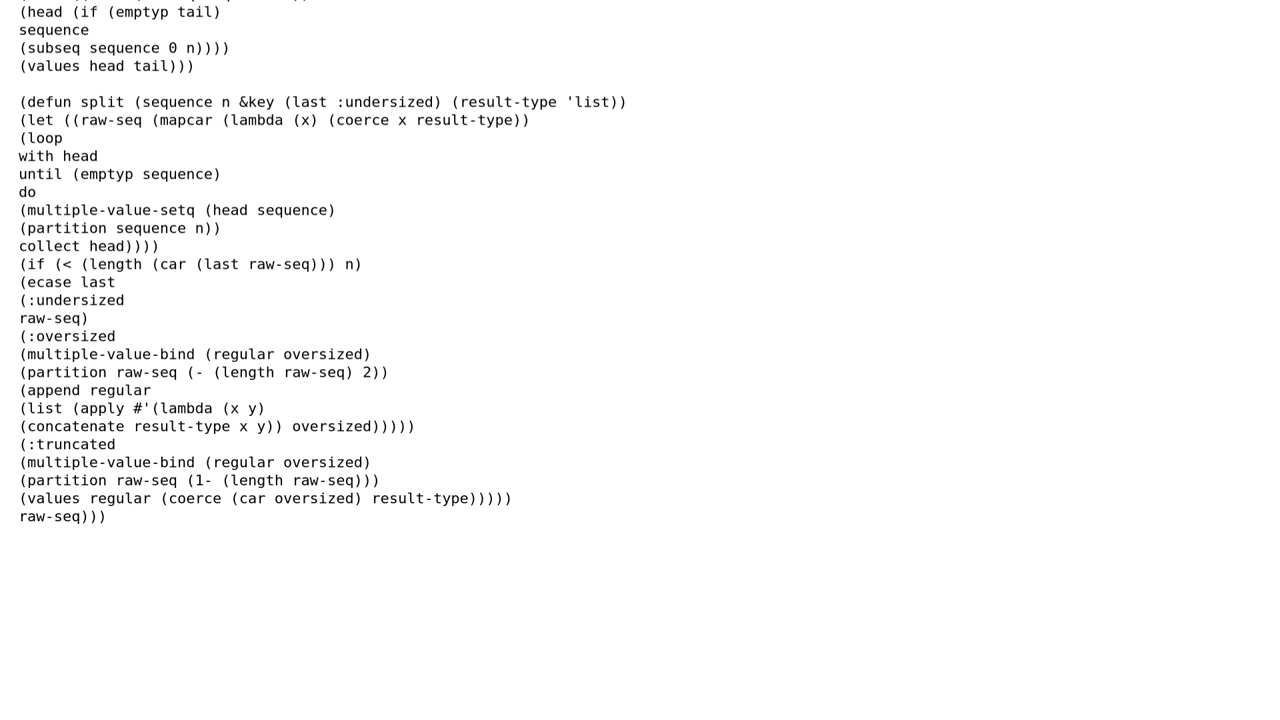 (head (if (emptyp tail)
sequence
(subseq sequence 0 n))))
(values head tail)))

(defun split (sequence n &key (last :undersized) (result-type 'list))
(let ((raw-seq (mapcar (lambda (x) (coerce x result-type))
(loop
with head
until (emptyp sequence)
do
(multiple-value-setq (head sequence)
(partition sequence n))
collect head))))
(if (< (length (car (last raw-seq))) n)
(ecase last
(:undersized
raw-seq)
(:oversized
(multiple-value-bind (regular oversized)
(partition raw-seq (- (length raw-seq) 2))
(append regular
(list (apply #'(lambda (x y)
(concatenate result-type x y)) oversized)))))
(:truncated
(multiple-value-bind (regular oversized)
(partition raw-seq (1- (length raw-seq)))
(values regular (coerce (car oversized) result-type)))))
raw-seq)))